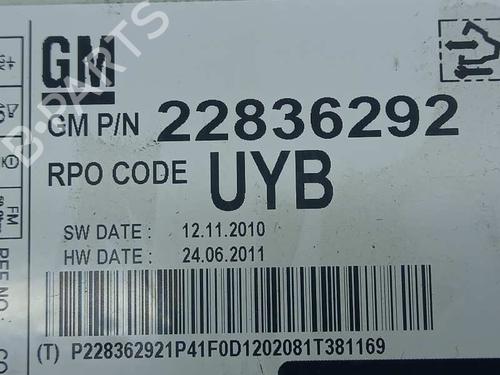 GM
GM P/N 22836292
RPO CODE UYB
SW DATE : 12.11.2010
HW DATE : 24.06.2011
(T) P228362921P41F0D1202081T381169
FM
REF NO :
B-PARTS